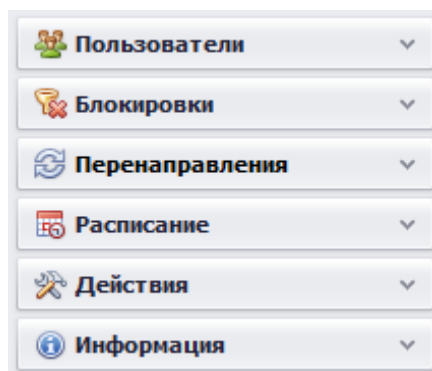 Пользователи
Блокировки
Перенаправления
Расписание
Действия
Информация